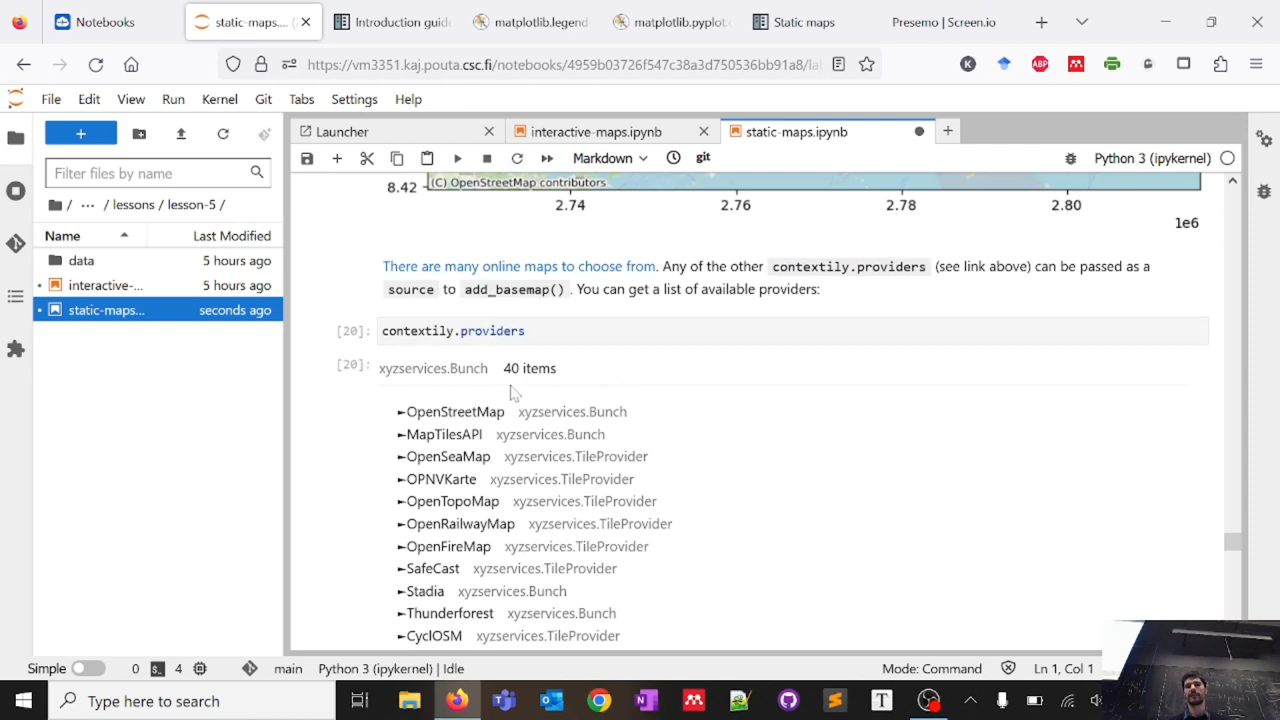 Notebooks
static-maps.... (
Introduction guide
matplotlib.legend
matplotlib.pyplot.
Static maps
Presemo | Screen.io
https://vm3351.kaj.pouta.csc.fi/notebooks/4959b03726f547c38a3d750536bb91a8/lal
K
ABP
File Edit View Run Kernel Git Tabs Settings Help
Launcher
interactive-maps.ipynb
static-maps.ipynb
Markdown
git
Python 3 (ipykernel)
Filter files by name
/ ... / lessons / lesson-5 /
Name Last Modified
data 5 hours ago
interactive-... 5 hours ago
static-maps... seconds ago
8.42
(C) OpenStreetMap contributors
2.74 2.76 2.78 2.80
1e6
There are many online maps to choose from. Any of the other contextily.providers (see link above) can be passed as a
source to add_basemap() . You can get a list of available providers:
[20]: contextily.providers
[20]: xyzservices.Bunch 40 items
►OpenStreetMap xyzservices.Bunch
►MapTilesAPI xyzservices.Bunch
►OpenSeaMap xyzservices.TileProvider
►OPNVKarte xyzservices.TileProvider
►OpenTopoMap xyzservices.TileProvider
►OpenRailwayMap xyzservices.TileProvider
►OpenFireMap xyzservices.TileProvider
►SafeCast xyzservices.TileProvider
►Stadia xyzservices.Bunch
►Thunderforest xyzservices.Bunch
►CyclOSM xyzservices.TileProvider
Simple 0 4 main Python 3 (ipykernel) | Idle Mode: Command Ln 1, Col 1
Type here to search